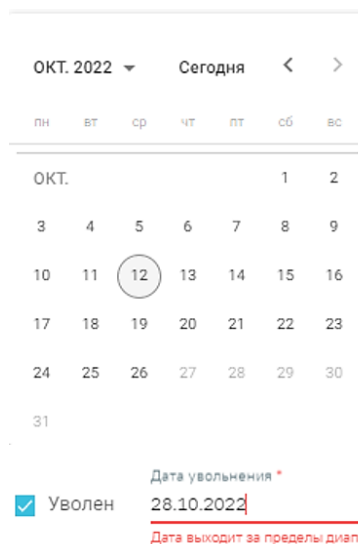 ОКТ. 2022 Сегодня
пн вт ср чт пт сб вс
ОКТ. 1 2
3 4 5 6 7 8 9
10 11 12 13 14 15 16
17 18 19 20 21 22 23
24 25 26 27 28 29 30
31
Дата увольнения *
Уволен 28.10.2022
Дата выходит за пределы диап